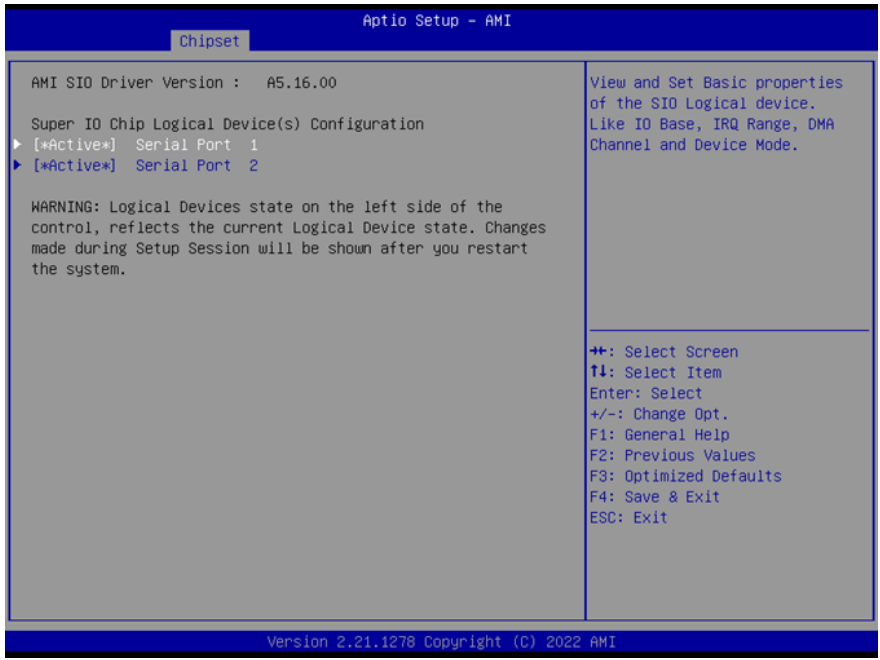 Aptio Setup – AMI
Chipset
AMI SIO Driver Version :   A5.16.00
Super IO Chip Logical Device(s) Configuration
[*Active*]  Serial Port  1
[*Active*]  Serial Port  2
WARNING: Logical Devices state on the left side of the
control, reflects the current Logical Device state. Changes
made during Setup Session will be shown after you restart
the system.
View and Set Basic properties
of the SIO Logical device.
Like IO Base, IRQ Range, DMA
Channel and Device Mode.
→←: Select Screen
↑↓: Select Item
Enter: Select
+/-: Change Opt.
F1: General Help
F2: Previous Values
F3: Optimized Defaults
F4: Save & Exit
ESC: Exit
Version 2.21.1278 Copyright (C) 2022 AMI